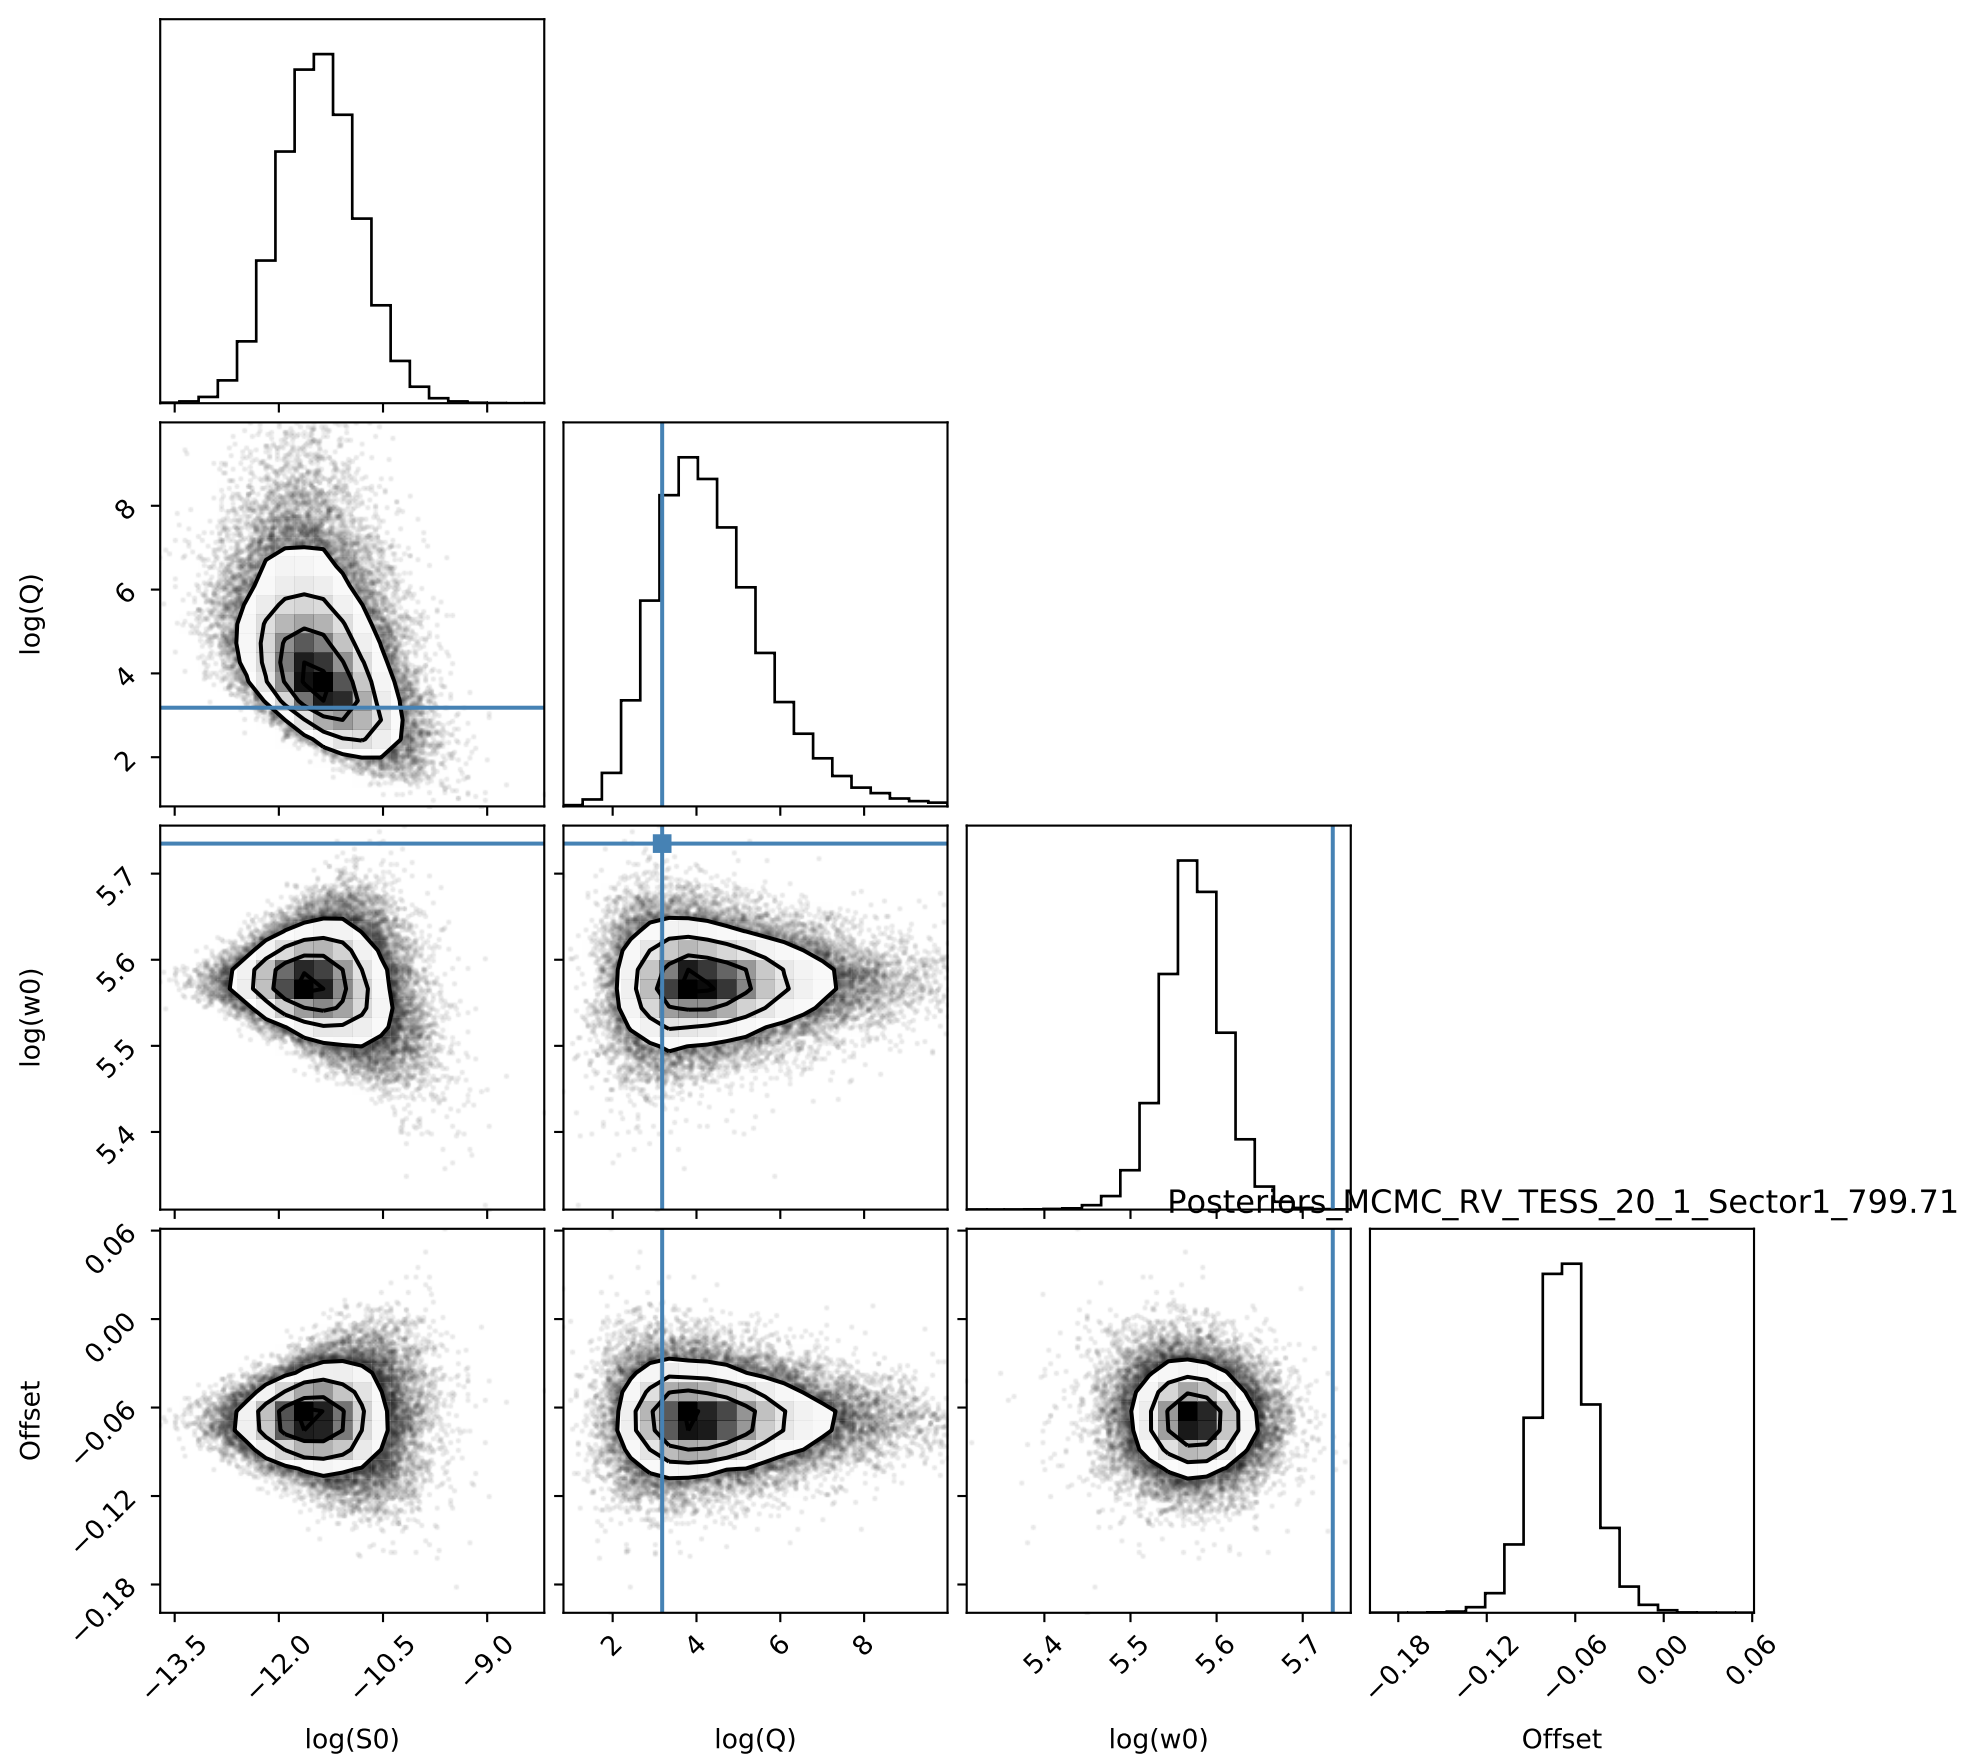 log(Q)
8
6
4
2
log(w0)
5.7
5.6
5.5
5.4
Posteriors_MCMC_RV_TESS_20_1_Sector1_799.71
Offset
0.06
0.00
−0.06
−0.12
−0.18
−13.5 −12.0 −10.5 −9.0
2 4 6 8
5.4 5.5 5.6 5.7
−0.18 −0.12 −0.06 0.00 0.06
log(S0) log(Q) log(w0) Offset